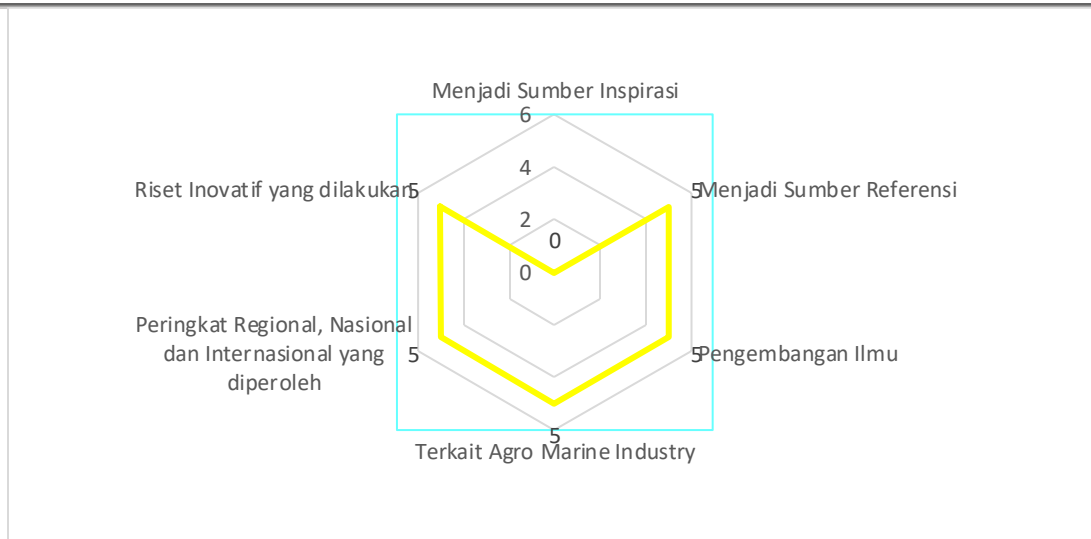 Menjadi Sumber Inspirasi
6
4
2
0
0
Riset Inovatif yang dilakukan 5
5 Menjadi Sumber Referensi
Peringkat Regional, Nasional
dan Internasional yang 5
diperoleh
5 Pengembangan Ilmu
5
Terkait Agro Marine Industry